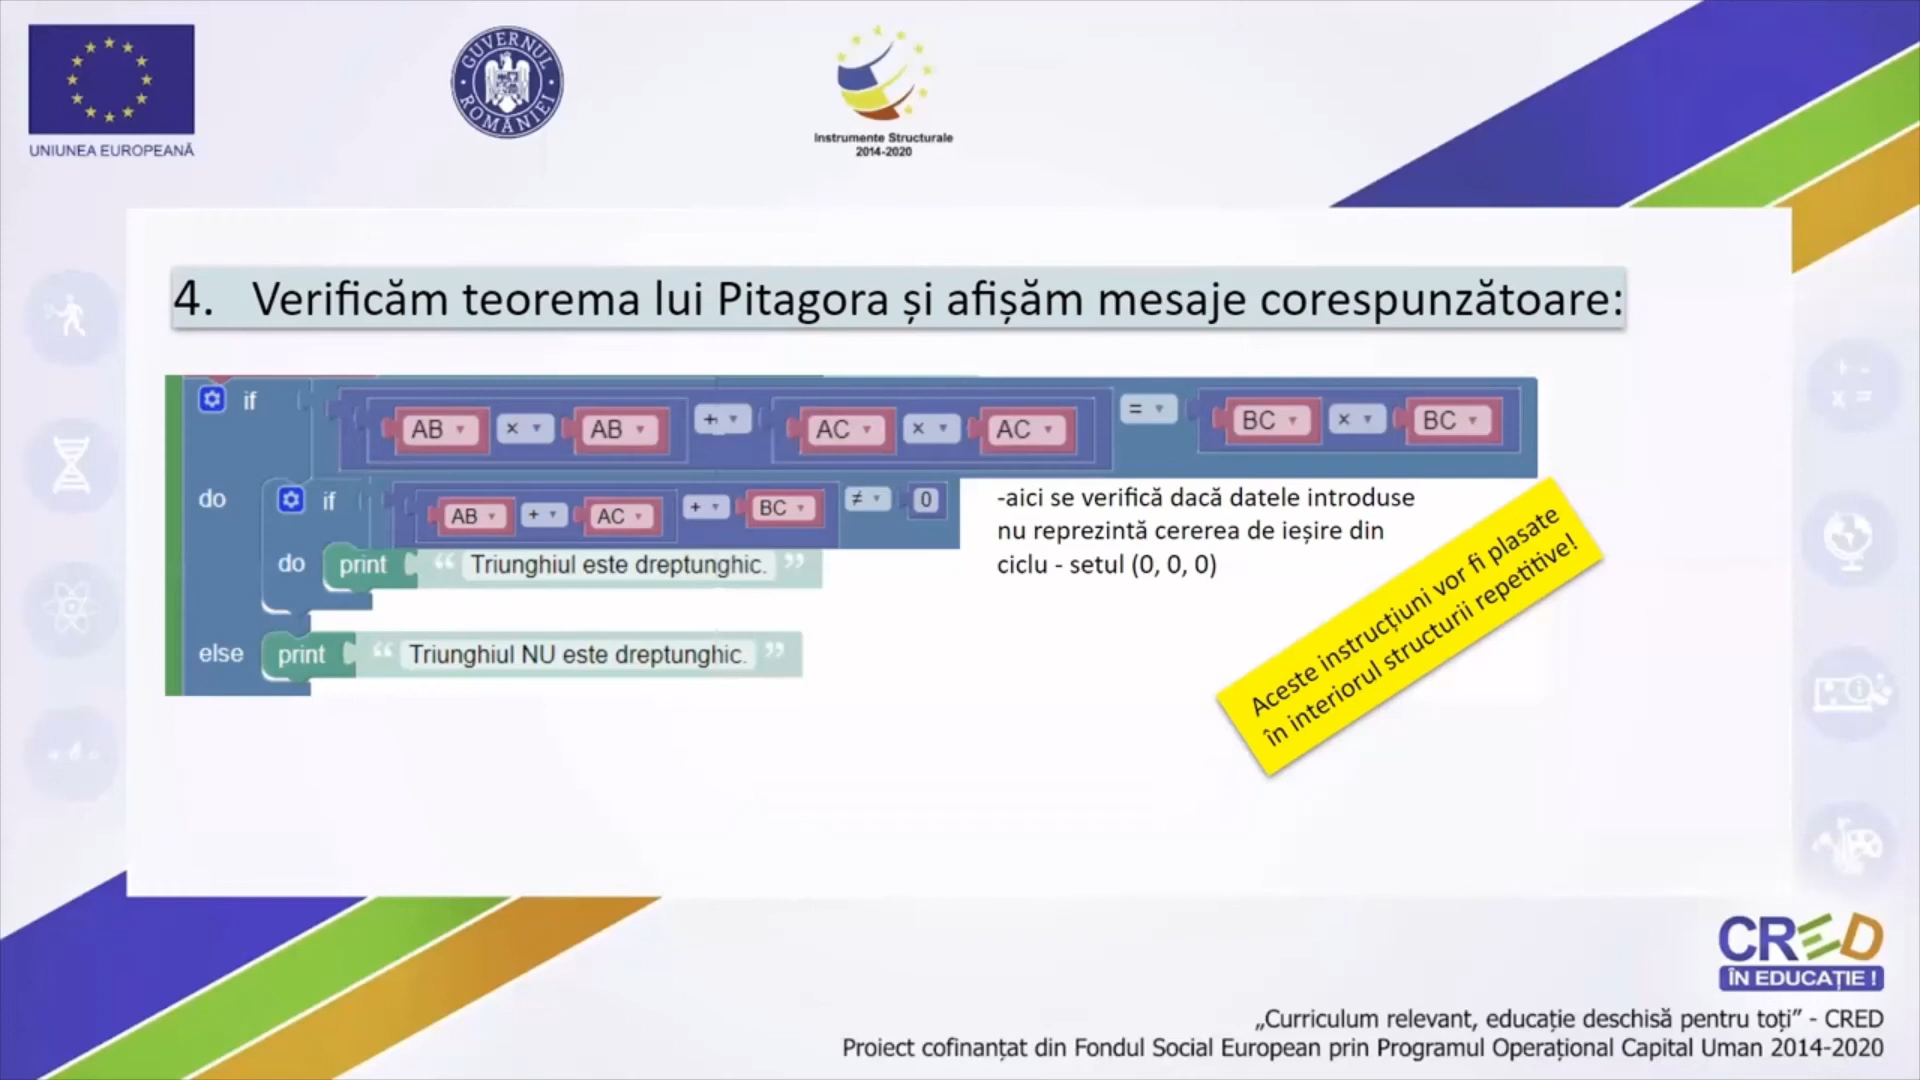 UNIUNEA EUROPEANĂ
GUVERNUL ROMÂNIEI
Instrumente Structurale
2014-2020
4. Verificăm teorema lui Pitagora și afișăm mesaje corespunzătoare:
if AB × AB + AC × AC = BC × BC
do if AB + AC + BC ≠ 0
do print “ Triunghiul este dreptunghic. ”
else print “ Triunghiul NU este dreptunghic. ”
-aici se verifică dacă datele introduse
nu reprezintă cererea de ieșire din
ciclu - setul (0, 0, 0)
Aceste instrucțiuni vor fi plasate
în interiorul structurii repetitive!
CRED
ÎN EDUCAȚIE !
„Curriculum relevant, educație deschisă pentru toți” - CRED
Proiect cofinanțat din Fondul Social European prin Programul Operațional Capital Uman 2014-2020